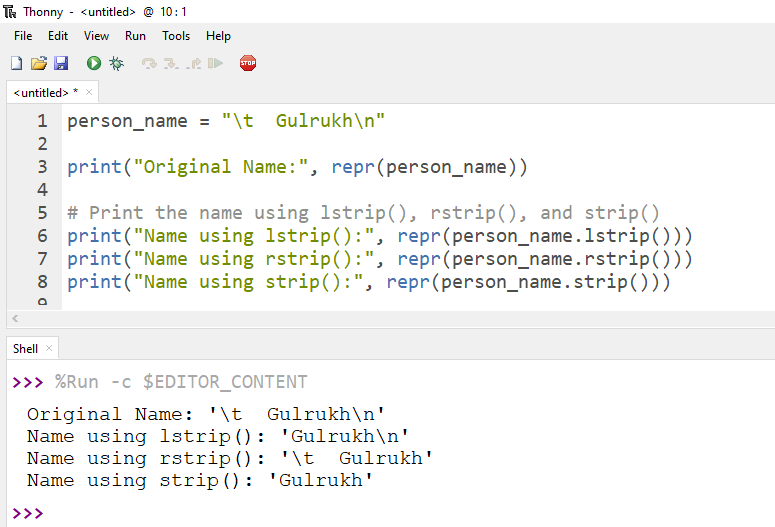 Thonny - <untitled> @ 10:1
File Edit View Run Tools Help
STOP
<untitled> * ×
1 person_name = "\t  Gulrukh\n"
2
3 print("Original Name:", repr(person_name))
4
5 # Print the name using lstrip(), rstrip(), and strip()
6 print("Name using lstrip():", repr(person_name.lstrip()))
7 print("Name using rstrip():", repr(person_name.rstrip()))
8 print("Name using strip():", repr(person_name.strip()))
9
Shell ×
>>> %Run -c $EDITOR_CONTENT
Original Name: '\t  Gulrukh\n'
Name using lstrip(): 'Gulrukh\n'
Name using rstrip(): '\t  Gulrukh'
Name using strip(): 'Gulrukh'
>>>